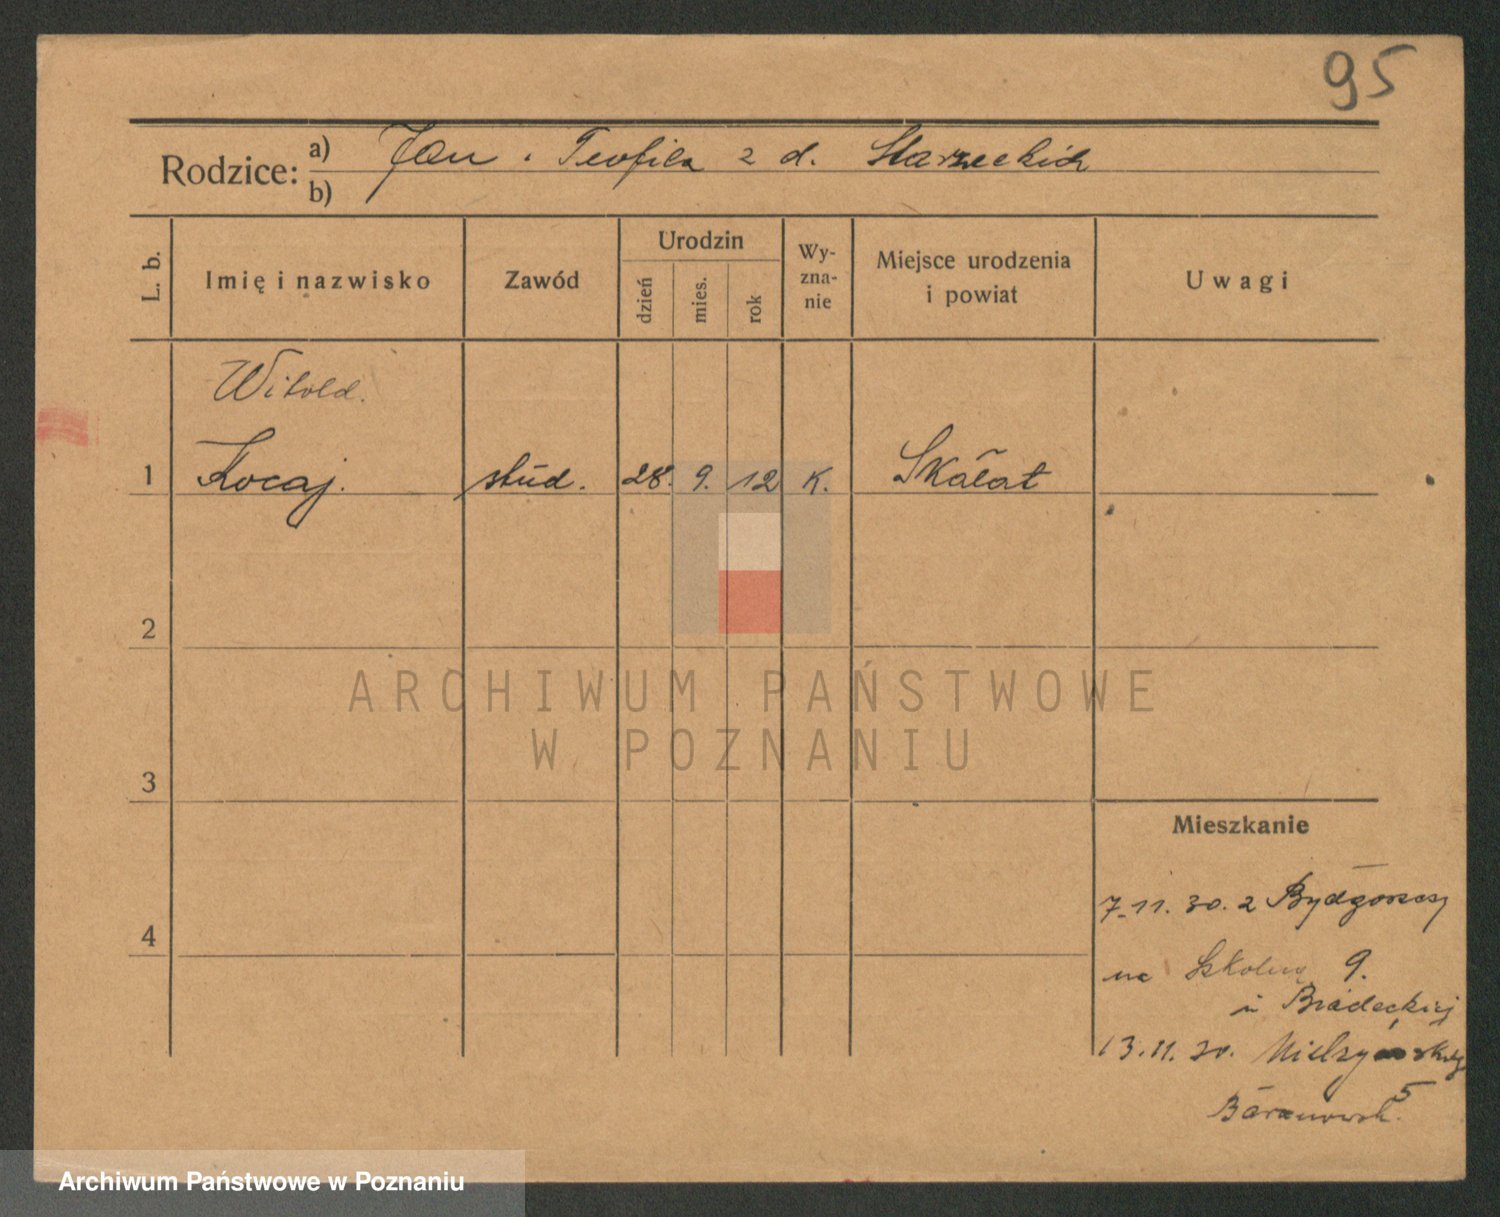 95
Rodzice: a) Jan i Teofila z d. Starzeckich
b)
L. b.
Imię i nazwisko
Zawód
Urodzin
dzień
mies.
rok
Wy-
zna-
nie
Miejsce urodzenia
i powiat
Uwagi
Witold.
1 Kocaj. stud. 28. 9. 12 K. Skałat
2
3
4
Mieszkanie
7.11.30. z Bydgoszczy
na Szkolną 9.
u Biadeckiej
13.11.30.
5
ARCHIWUM PAŃSTWOWE
W POZNANIU
Archiwum Państwowe w Poznaniu